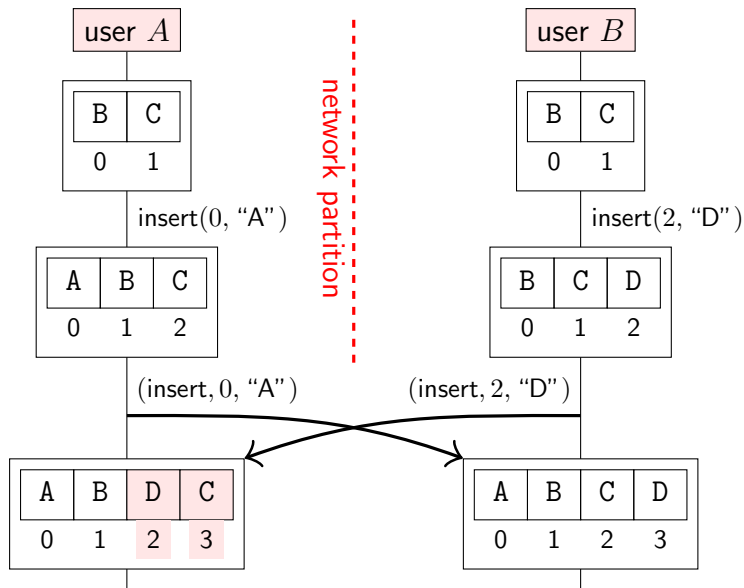 user A
user B
network partition
B C
0 1
B C
0 1
insert(0, “A”)
insert(2, “D”)
A B C
0 1 2
B C D
0 1 2
(insert, 0, “A”)
(insert, 2, “D”)
A B D C
0 1 2 3
A B C D
0 1 2 3